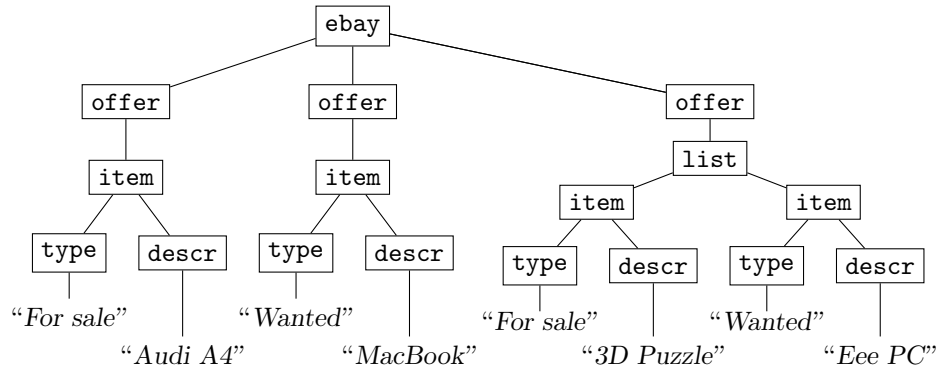 ebay
offer offer offer
list
item item item item
type descr type descr type descr type descr
“For sale” “Wanted” “For sale” “Wanted”
“Audi A4” “MacBook” “3D Puzzle” “Eee PC”